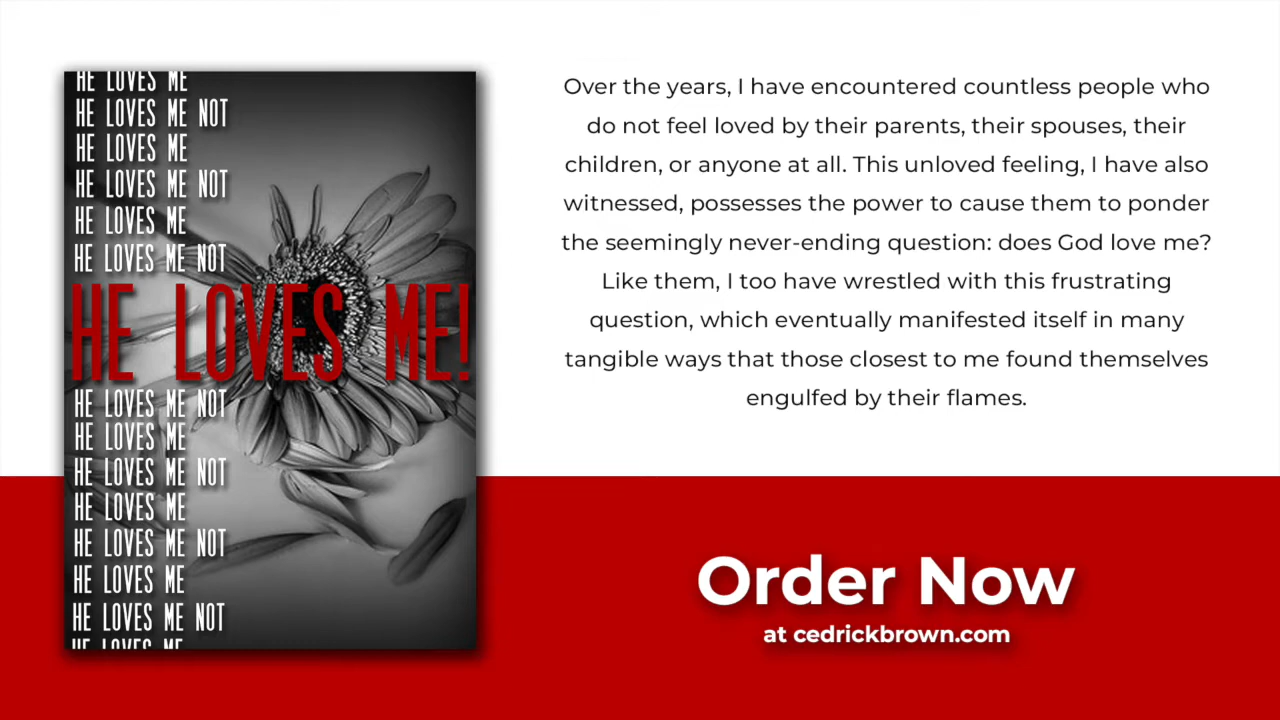 HE LOVES ME
HE LOVES ME NOT
HE LOVES ME
HE LOVES ME NOT
HE LOVES ME
HE LOVES ME NOT
HE LOVES ME!
HE LOVES ME NOT
HE LOVES ME
HE LOVES ME NOT
HE LOVES ME
HE LOVES ME NOT
HE LOVES ME
HE LOVES ME NOT
HE LOVES ME
Over the years, I have encountered countless people who
do not feel loved by their parents, their spouses, their
children, or anyone at all. This unloved feeling, I have also
witnessed, possesses the power to cause them to ponder
the seemingly never-ending question: does God love me?
Like them, I too have wrestled with this frustrating
question, which eventually manifested itself in many
tangible ways that those closest to me found themselves
engulfed by their flames.
Order Now
at cedrickbrown.com